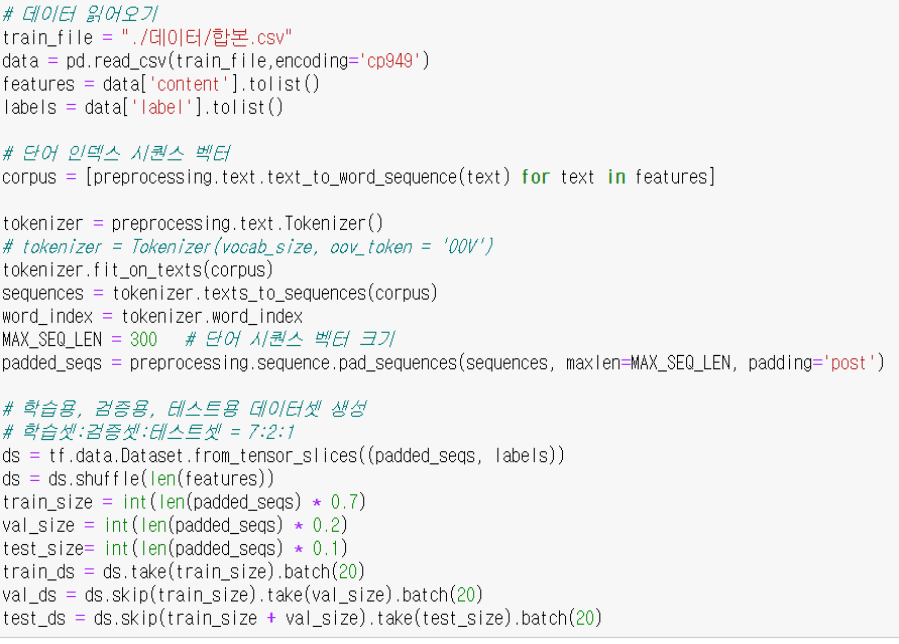 # 데이터 읽어오기
train_file = "./데이터/합본.csv"
data = pd.read_csv(train_file,encoding='cp949')
features = data['content'].tolist()
labels = data['label'].tolist()
# 단어 인덱스 시퀀스 벡터
corpus = [preprocessing.text.text_to_word_sequence(text) for text in features]
tokenizer = preprocessing.text.Tokenizer()
# tokenizer = Tokenizer(vocab_size, oov_token = 'OOV')
tokenizer.fit_on_texts(corpus)
sequences = tokenizer.texts_to_sequences(corpus)
word_index = tokenizer.word_index
MAX_SEQ_LEN = 300 # 단어 시퀀스 벡터 크기
padded_seqs = preprocessing.sequence.pad_sequences(sequences, maxlen=MAX_SEQ_LEN, padding='post')
# 학습용, 검증용, 테스트용 데이터셋 생성
# 학습셋:검증셋:테스트셋 = 7:2:1
ds = tf.data.Dataset.from_tensor_slices((padded_seqs, labels))
ds = ds.shuffle(len(features))
train_size = int(len(padded_seqs) * 0.7)
val_size = int(len(padded_seqs) * 0.2)
test_size= int(len(padded_seqs) * 0.1)
train_ds = ds.take(train_size).batch(20)
val_ds = ds.skip(train_size).take(val_size).batch(20)
test_ds = ds.skip(train_size + val_size).take(test_size).batch(20)